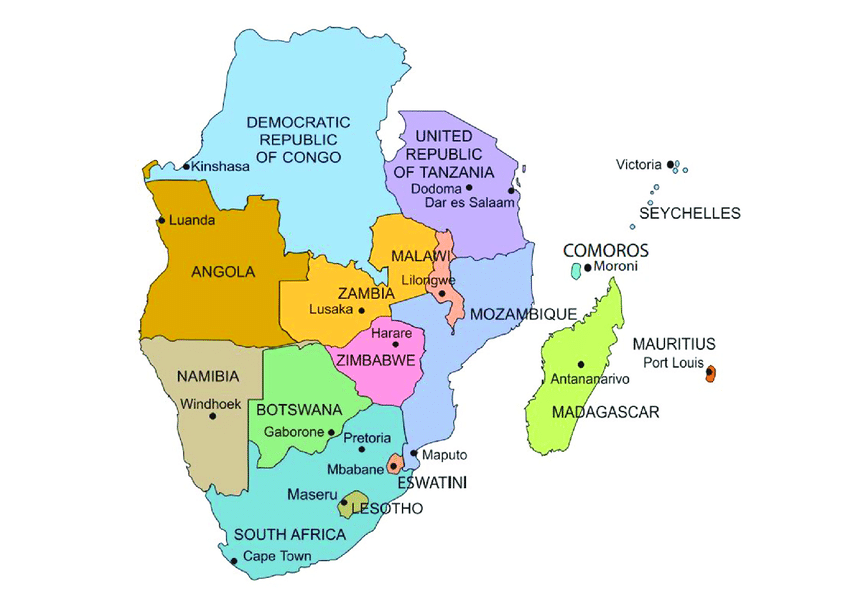 DEMOCRATIC
REPUBLIC
OF CONGO
Kinshasa
UNITED
REPUBLIC
OF TANZANIA
Dodoma
Dar es Salaam
Victoria
SEYCHELLES
Luanda
ANGOLA
MALAWI
Lilongwe
ZAMBIA
Lusaka
COMOROS
Moroni
MOZAMBIQUE
Harare
ZIMBABWE
MAURITIUS
Port Louis
Antananarivo
MADAGASCAR
NAMIBIA
Windhoek
BOTSWANA
Gaborone
Pretoria
Maputo
Mbabane
ESWATINI
Maseru
LESOTHO
SOUTH AFRICA
Cape Town